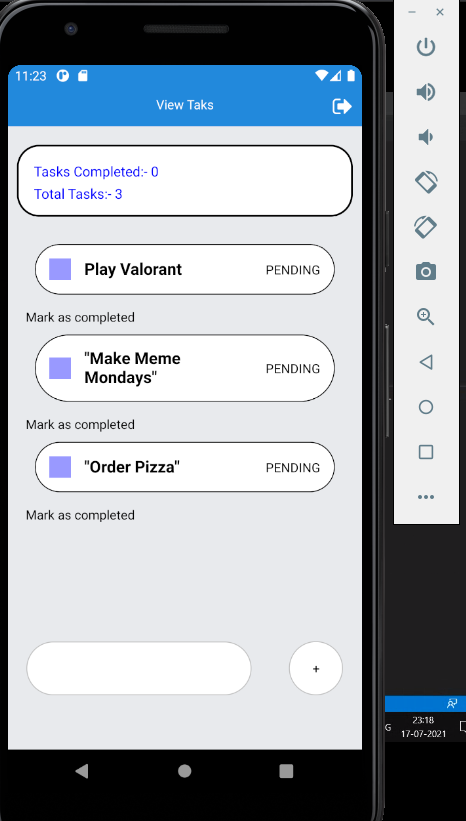 11:23
View Taks
Tasks Completed:- 0
Total Tasks:- 3
Play Valorant
PENDING
Mark as completed
"Make Meme
Mondays"
PENDING
Mark as completed
"Order Pizza"
PENDING
Mark as completed
+
G
23:18
17-07-2021